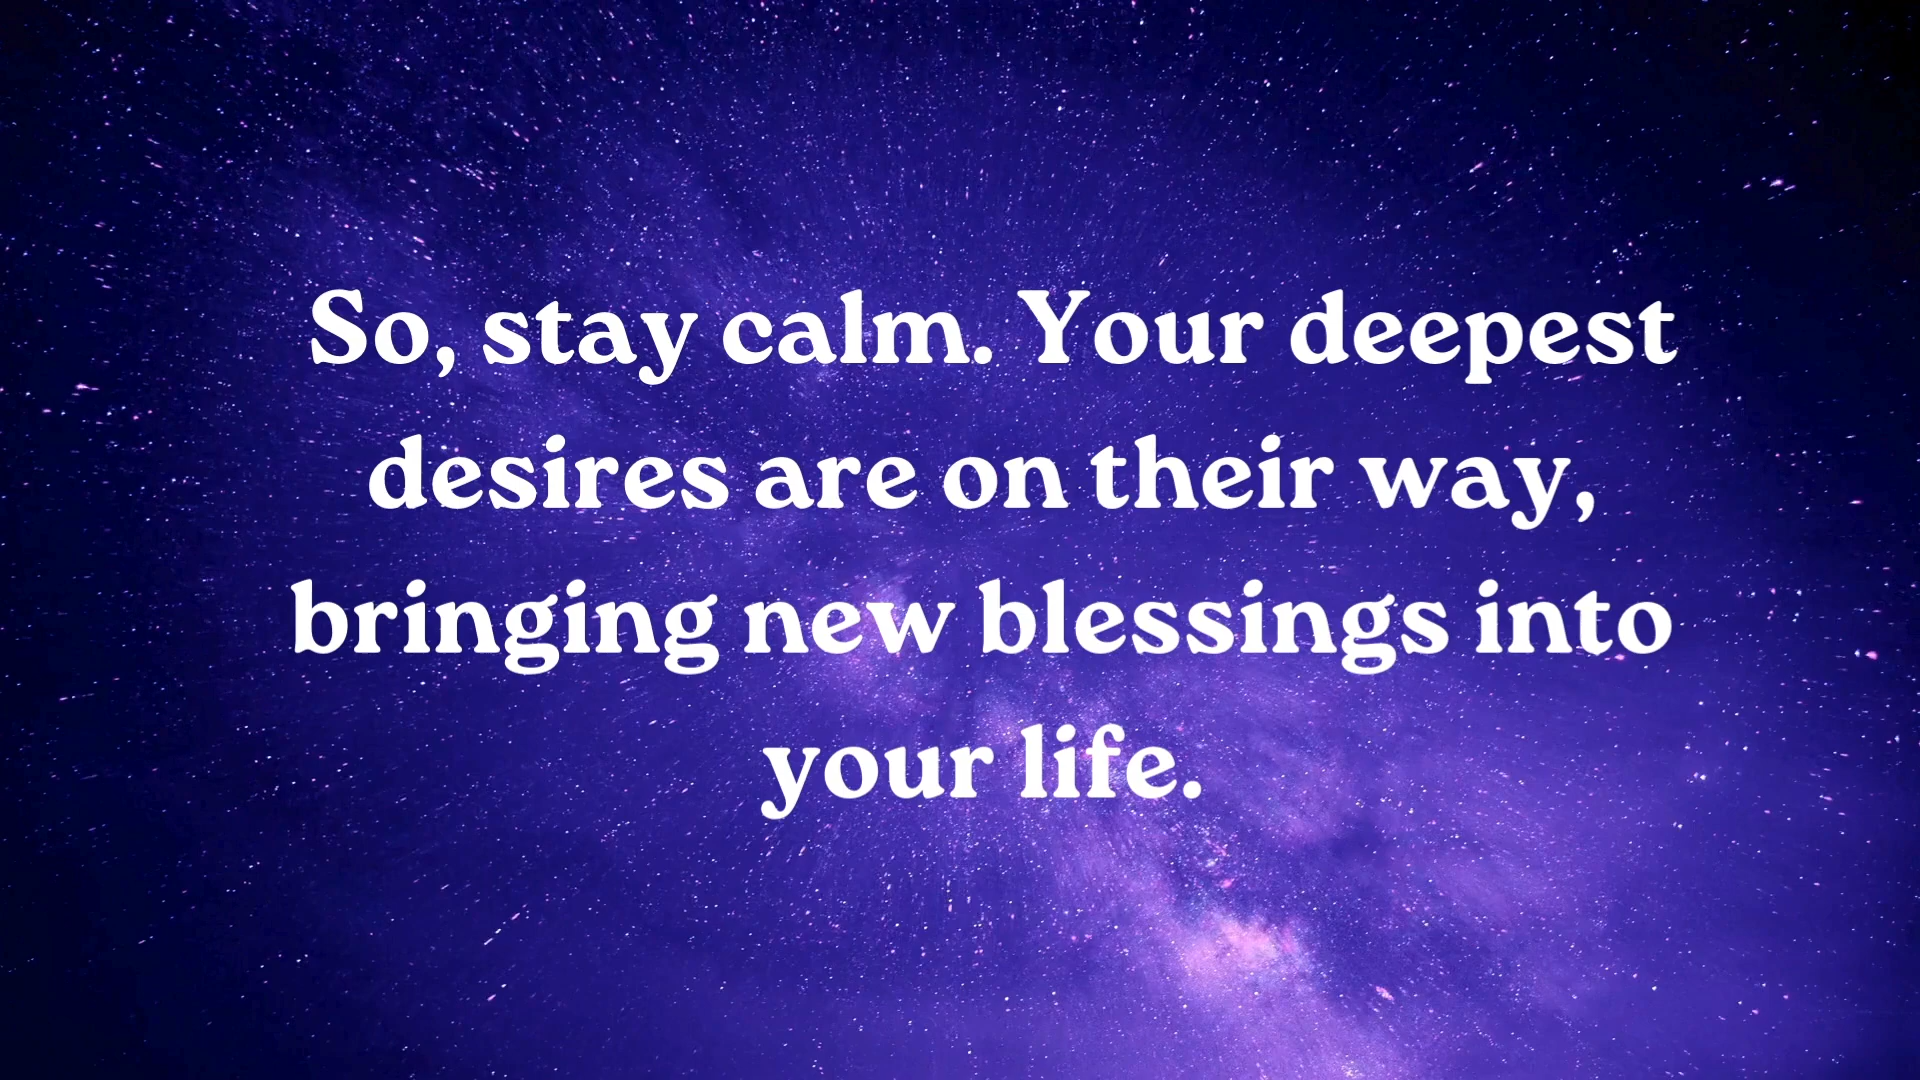 So, stay calm. Your deepest
desires are on their way,
bringing new blessings into
your life.